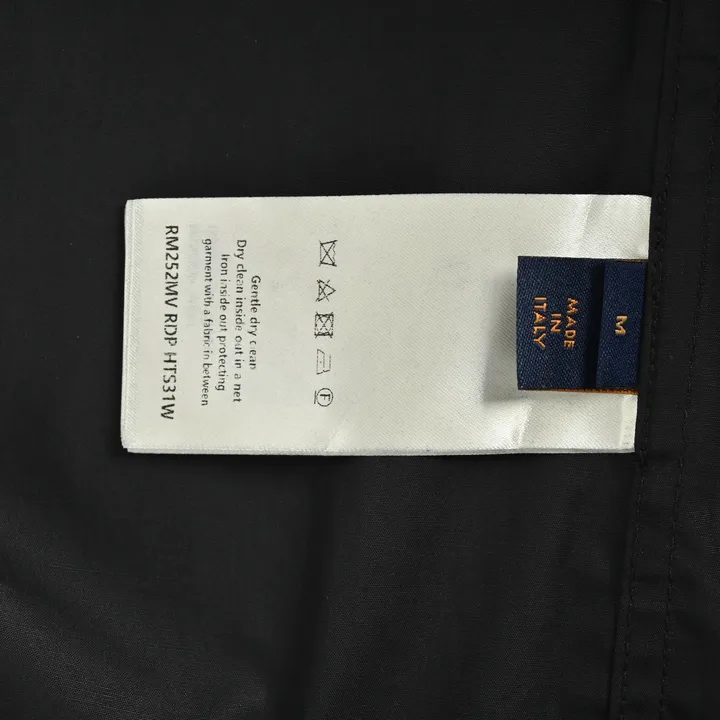 M
MADE
IN
ITALY
F
Gentle dry clean
Dry clean inside out in a net
Iron inside out protecting
garment with a fabric in between
RM252MV RDP HTS31W